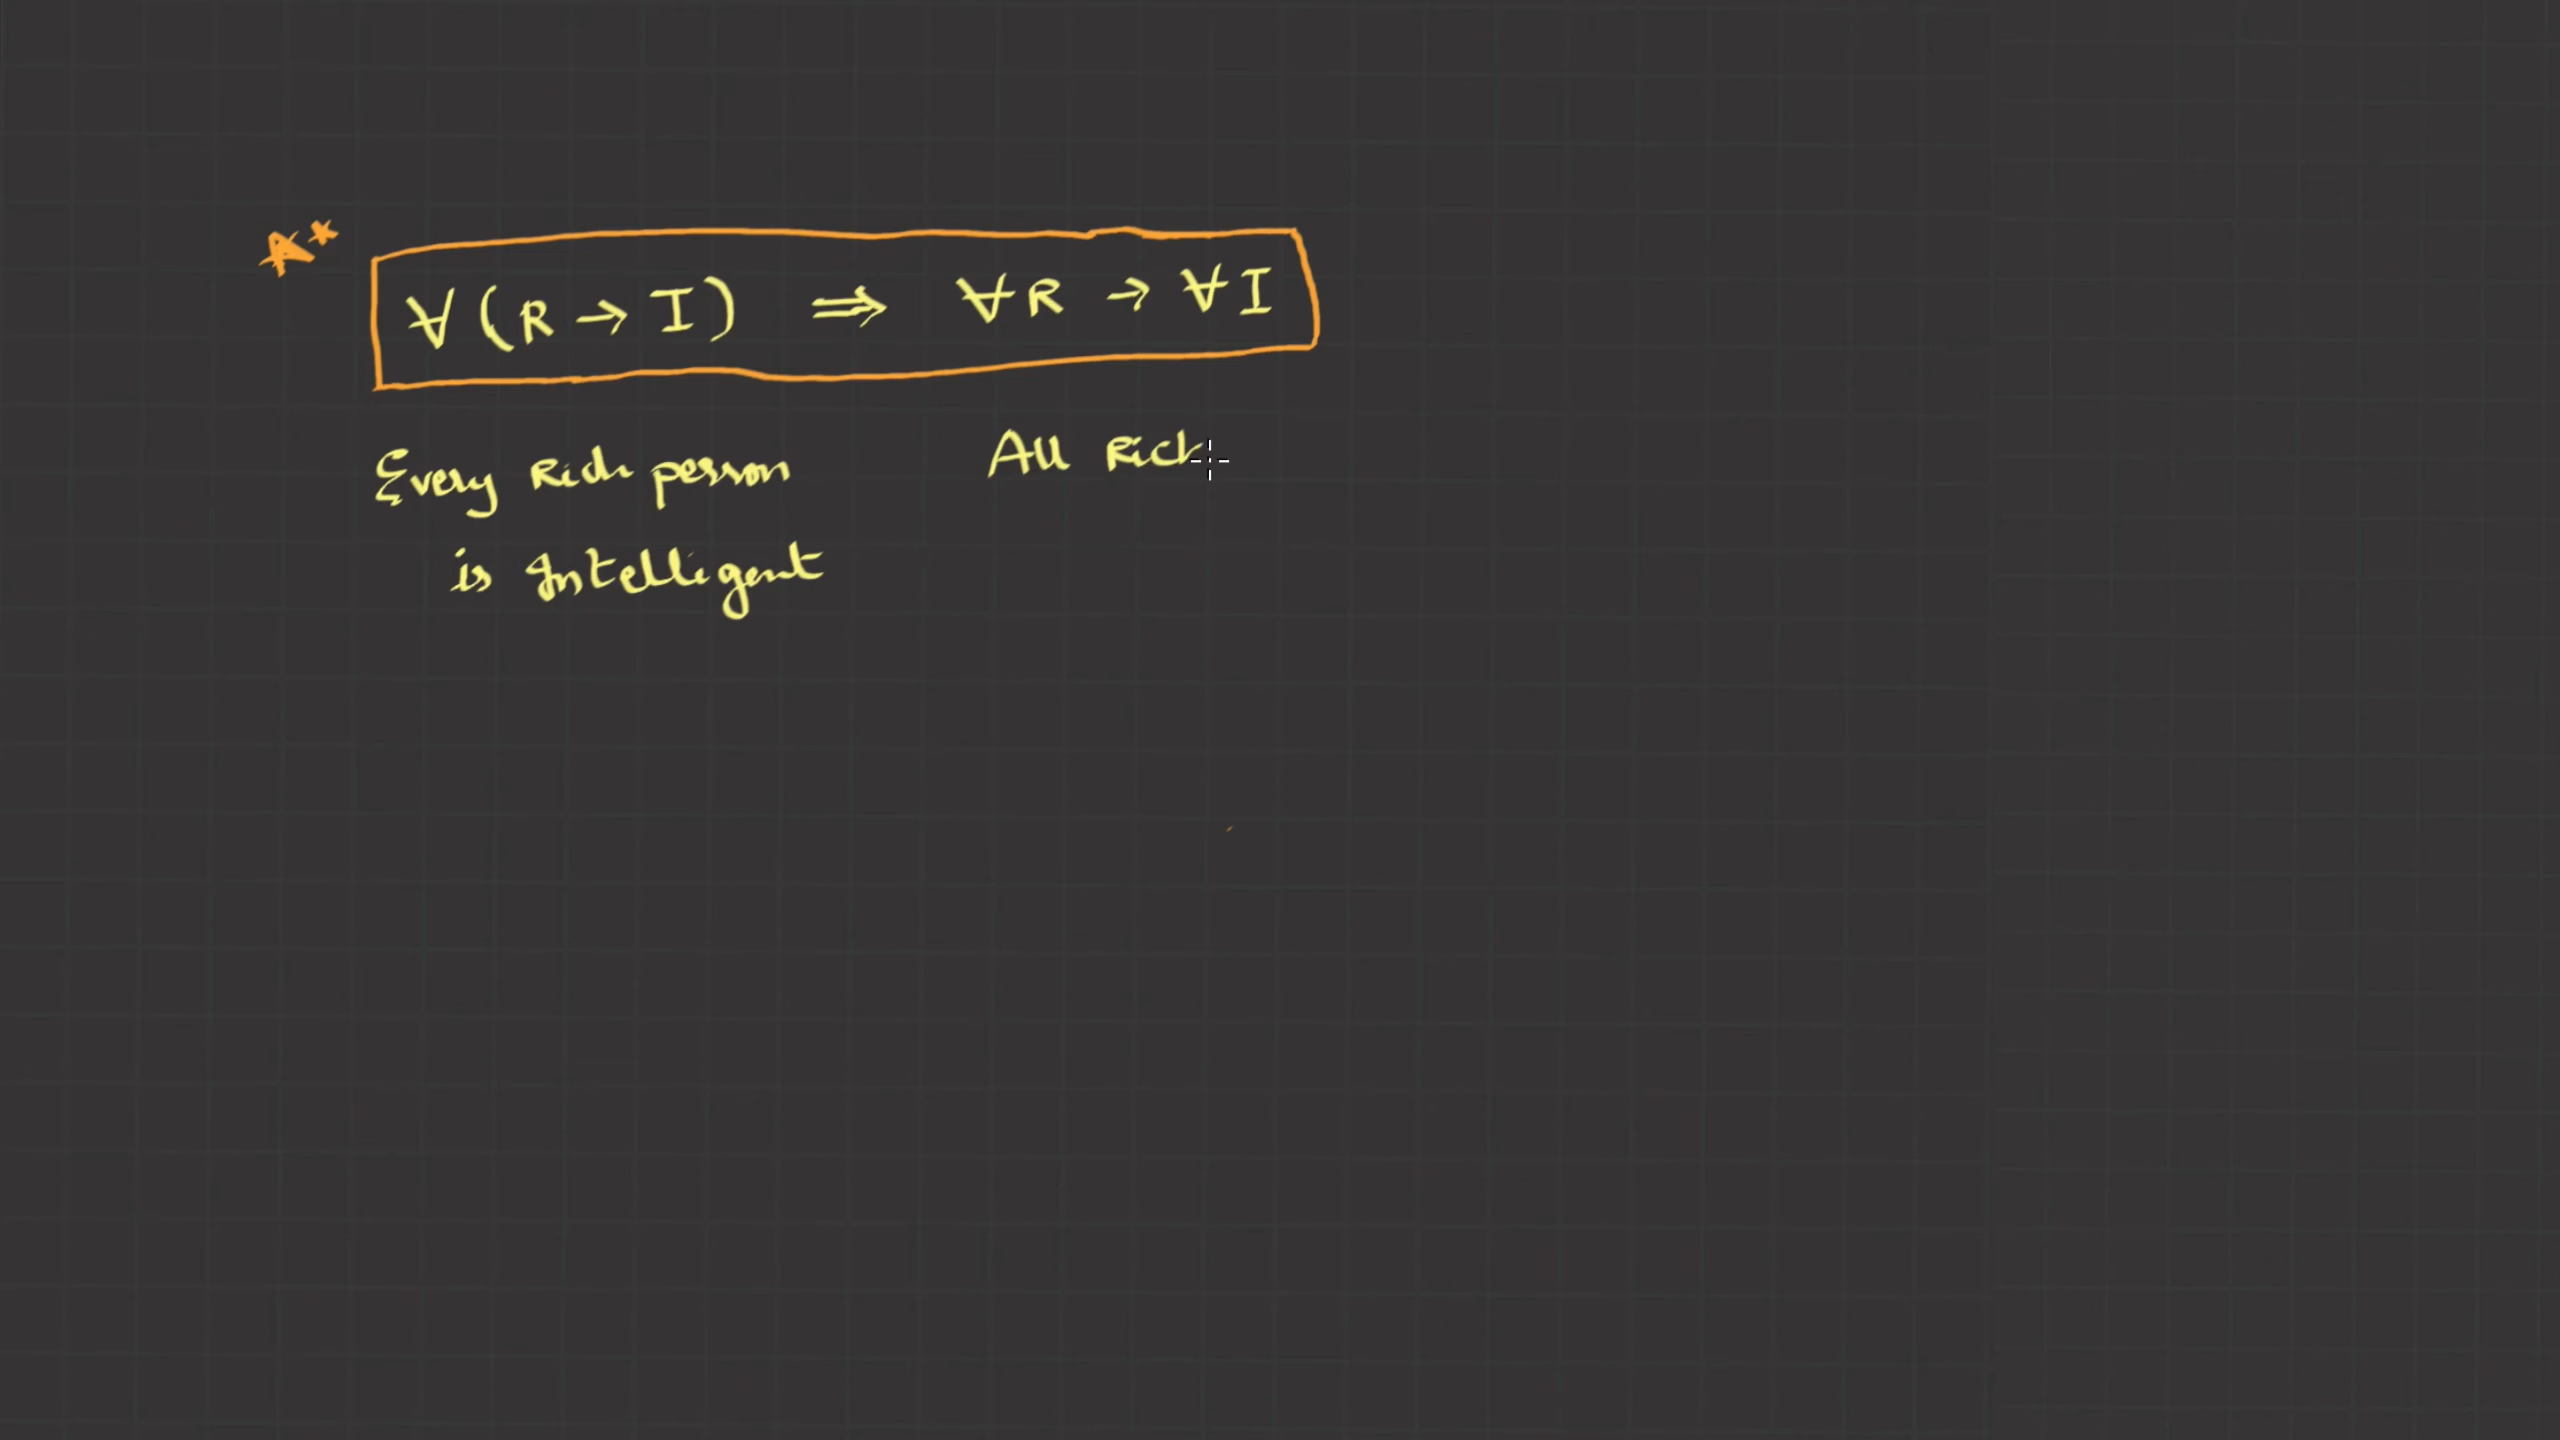 ∀(R → I) ⇒ ∀R → ∀I
Every Rich person
is Intelligent
All Rich